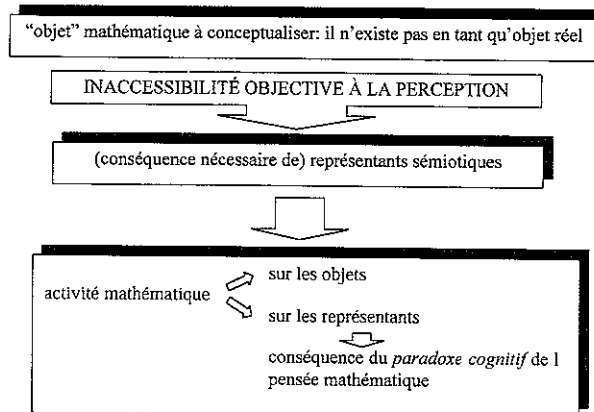 “objet” mathématique à conceptualiser: il n’existe pas en tant qu’objet réel
INACCESSIBILITÉ OBJECTIVE À LA PERCEPTION
(conséquence nécessaire de) représentants sémiotiques
sur les objets
activité mathématique
sur les représentants
conséquence du paradoxe cognitif de l
pensée mathématique